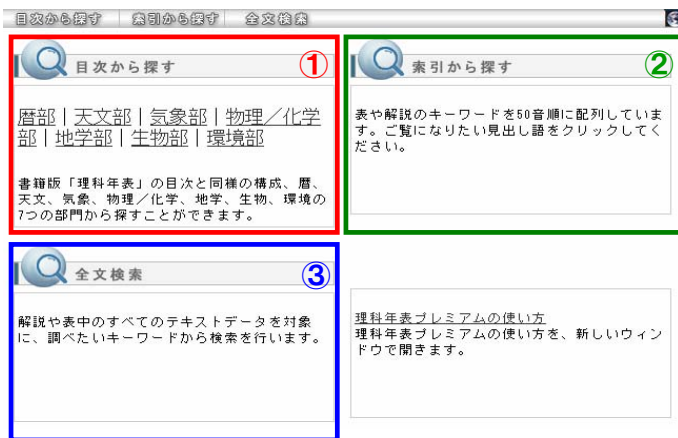 目次から探す 索引から探す 全文検索
目次から探す ①
暦部 | 天文部 | 気象部 | 物理／化学
部 | 地学部 | 生物部 | 環境部
書籍版「理科年表」の目次と同様の構成、暦、
天文、気象、物理／化学、地学、生物、環境の
7つの部門から探すことができます。
索引から探す ②
表や解説のキーワードを50音順に配列していま
す。ご覧になりたい見出し語をクリックしてく
ださい。
全文検索 ③
解説や表中のすべてのテキストデータを対象
に、調べたいキーワードから検索を行います。
理科年表プレミアムの使い方
理科年表プレミアムの使い方を、新しいウィン
ドウで開きます。